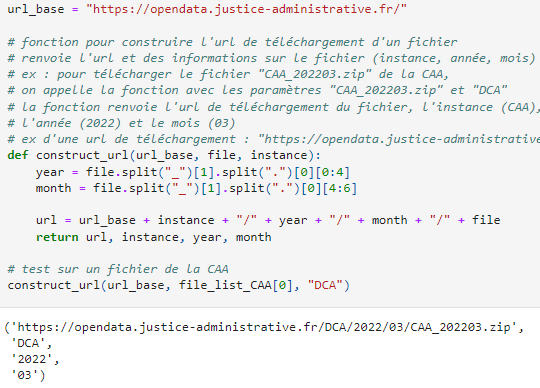 url_base = "https://opendata.justice-administrative.fr/"

# fonction pour construire l'url de téléchargement d'un fichier
# renvoie l'url et des informations sur le fichier (instance, année, mois)
# ex : pour télécharger le fichier "CAA_202203.zip" de la CAA,
# on appelle la fonction avec les paramètres "CAA_202203.zip" et "DCA"
# la fonction renvoie l'url de téléchargement du fichier, l'instance (CAA),
# l'année (2022) et le mois (03)
# ex d'une url de téléchargement : "https://opendata.justice-administrative
def construct_url(url_base, file, instance):
    year = file.split("_")[1].split(".")[0][0:4]
    month = file.split("_")[1].split(".")[0][4:6]

    url = url_base + instance + "/" + year + "/" + month + "/" + file
    return url, instance, year, month

# test sur un fichier de la CAA
construct_url(url_base, file_list_CAA[0], "DCA")

('https://opendata.justice-administrative.fr/DCA/2022/03/CAA_202203.zip',
 'DCA',
 '2022',
 '03')